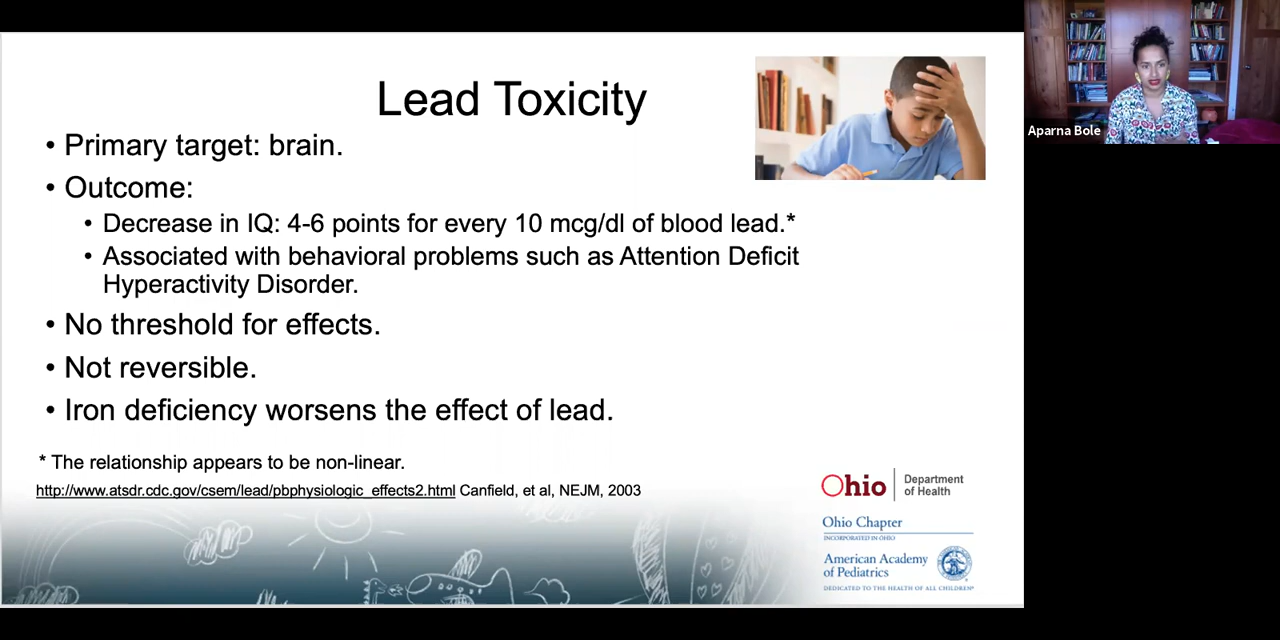 Lead Toxicity
• Primary target: brain.
• Outcome:
• Decrease in IQ: 4-6 points for every 10 mcg/dl of blood lead.*
• Associated with behavioral problems such as Attention Deficit
Hyperactivity Disorder.
• No threshold for effects.
• Not reversible.
• Iron deficiency worsens the effect of lead.
* The relationship appears to be non-linear.
http://www.atsdr.cdc.gov/csem/lead/pbphysiologic_effects2.html Canfield, et al, NEJM, 2003
Ohio Department
of Health
Ohio Chapter
INCORPORATED IN OHIO
American Academy
of Pediatrics
DEDICATED TO THE HEALTH OF ALL CHILDREN®
Aparna Bole